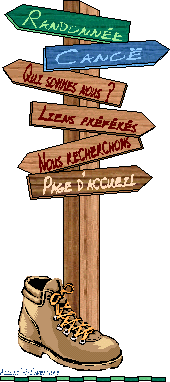 Randonnée
Canoë
Qui sommes nous ?
Liens préférés
Nous recherchons
Page d'accueil